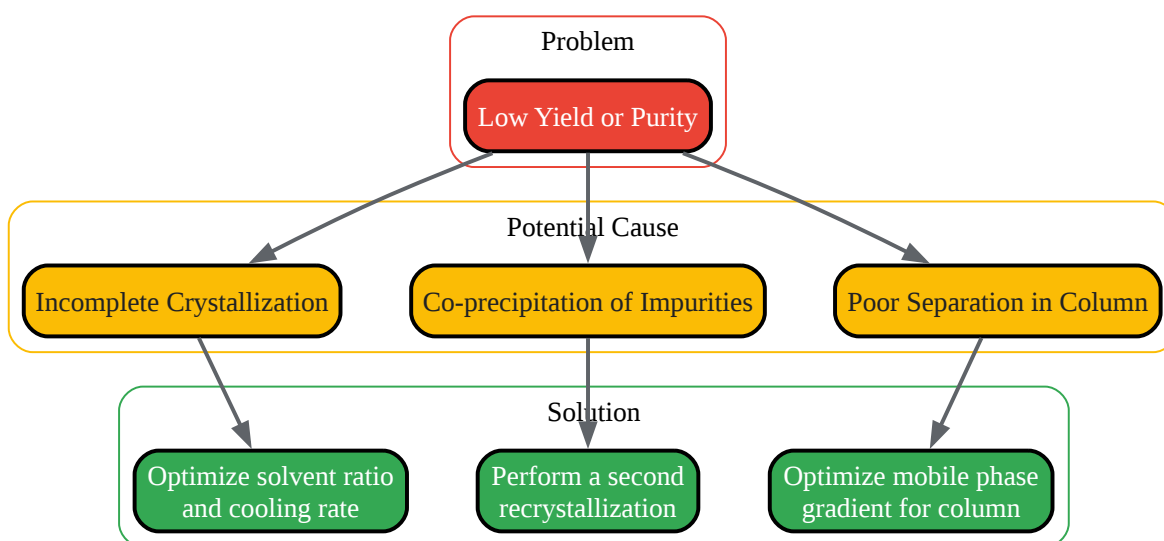 Problem
Low Yield or Purity
Potential Cause
Incomplete Crystallization
Co-precipitation of Impurities
Poor Separation in Column
Solution
Optimize solvent ratio
and cooling rate
Perform a second
recrystallization
Optimize mobile phase
gradient for column